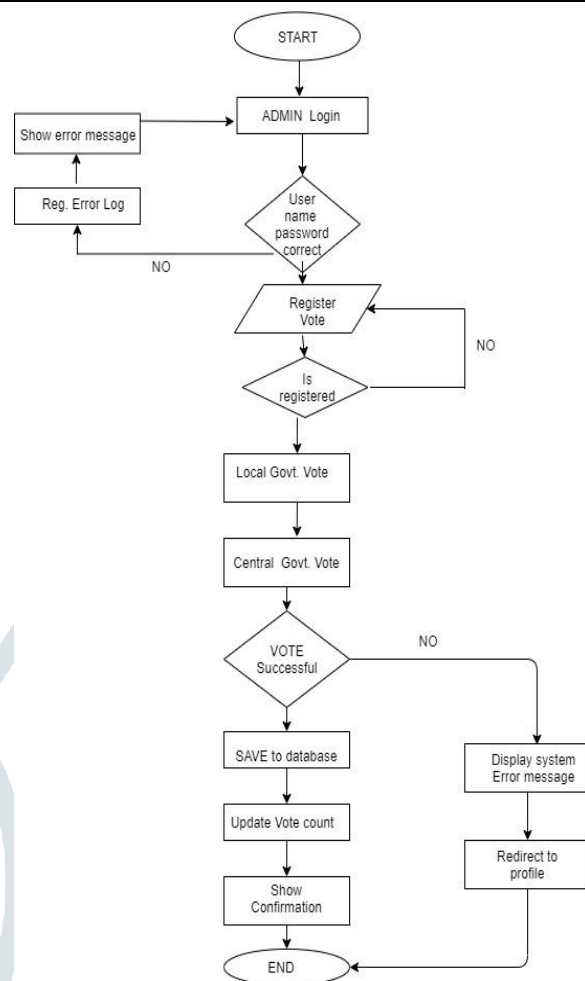 START
ADMIN  Login
Show error message
Reg. Error Log
User
name
password
correct
NO
Register
Vote
NO
Is
registered
Local Govt. Vote
Central  Govt. Vote
VOTE
Successful
NO
SAVE to database
Display system
Error message
Update Vote count
Redirect to
profile
Show
Confirmation
END